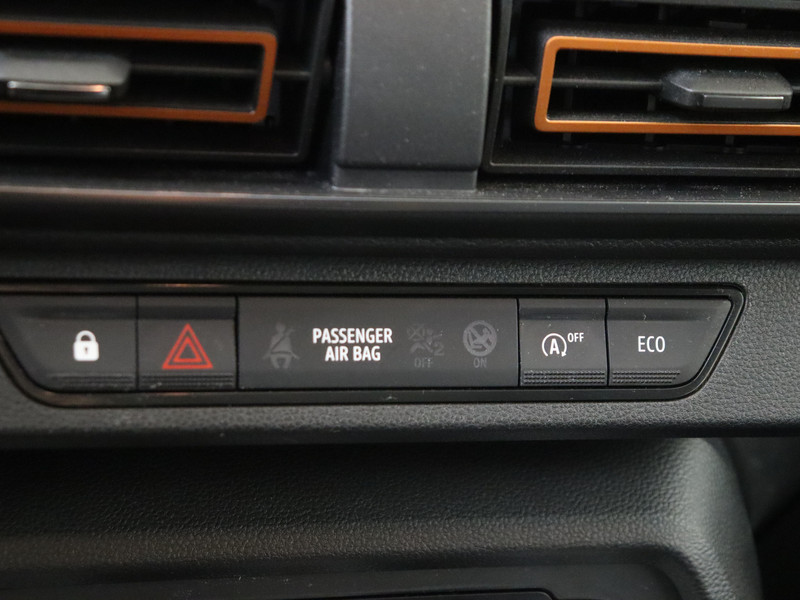 PASSENGER
AIR BAG
OFF
ON
A OFF
ECO